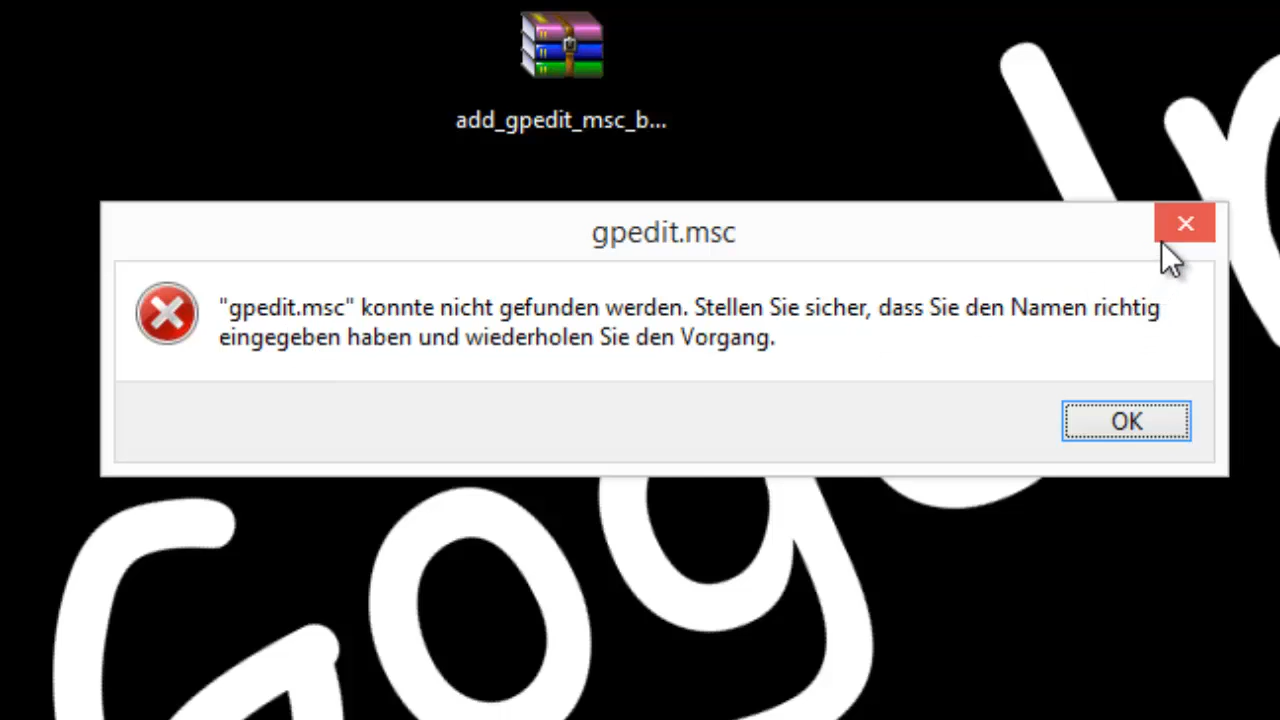 add_gpedit_msc_b...
gpedit.msc
"gpedit.msc" konnte nicht gefunden werden. Stellen Sie sicher, dass Sie den Namen richtig
eingegeben haben und wiederholen Sie den Vorgang.
OK